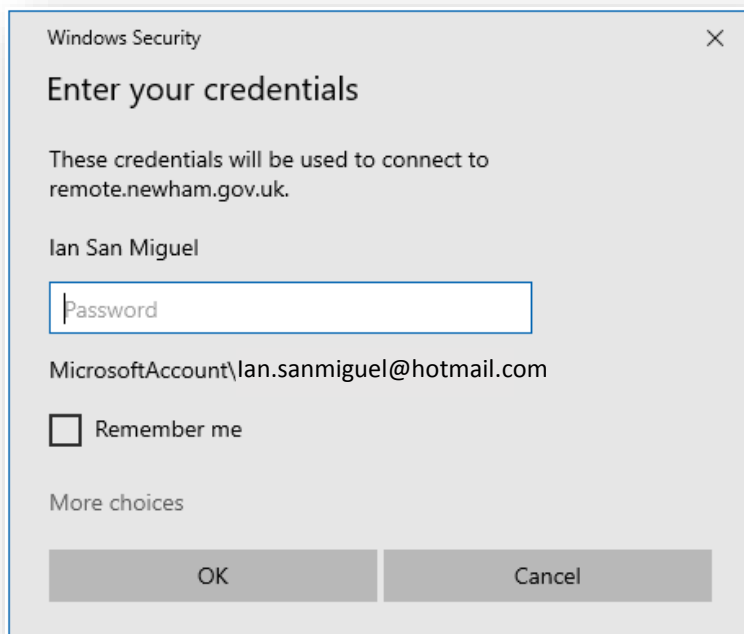 Windows Security
Enter your credentials
These credentials will be used to connect to
remote.newham.gov.uk.
Ian San Miguel
Password
MicrosoftAccount\Ian.sanmiguel@hotmail.com
Remember me
More choices
OK
Cancel